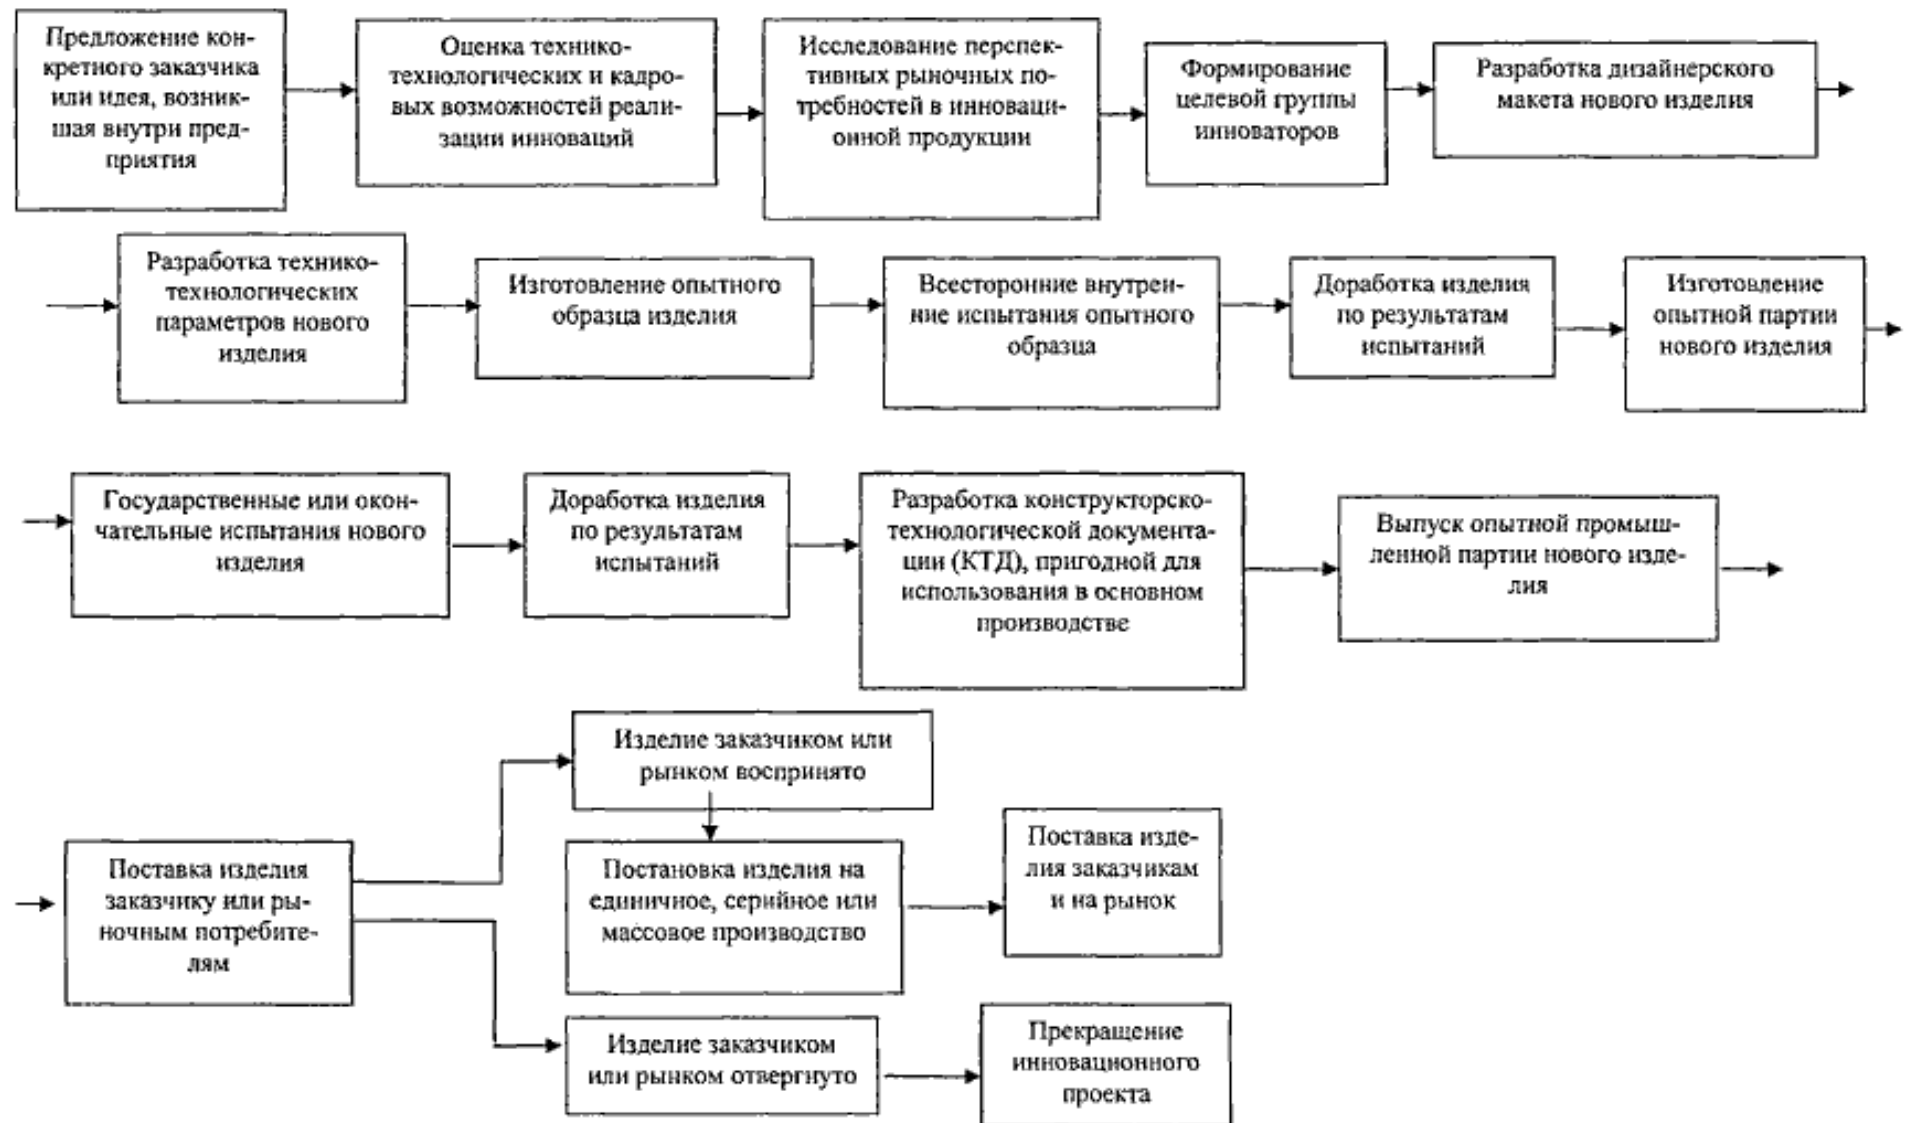 Предложение кон-
кретного заказчика
или идея, возник-
шая внутри пред-
приятия
Оценка технико-
технологических и кадро-
вых возможностей реали-
зации инноваций
Исследование перспек-
тивных рыночных по-
требностей в инноваци-
онной продукции
Формирование
целевой группы
инноваторов
Разработка дизайнерского
макета нового изделия
Разработка технико-
технологических
параметров нового
изделия
Изготовление опытного
образца изделия
Всесторонние внутрен-
ние испытания опытного
образца
Доработка изделия
по результатам
испытаний
Изготовление
опытной партии
нового изделия
Государственные или окон-
чательные испытания нового
изделия
Доработка изделия
по результатам
испытаний
Разработка конструкторско-
технологической документа-
ции (КТД), пригодной для
использования в основном
производстве
Выпуск опытной промыш-
ленной партии нового изде-
лия
Поставка изделия
заказчику или ры-
ночным потребите-
лям
Изделие заказчиком или
рынком воспринято
Постановка изделия на
единичное, серийное или
массовое производство
Поставка изде-
лия заказчикам
и на рынок
Изделие заказчиком
или рынком отвергнуто
Прекращение
инновационного
проекта